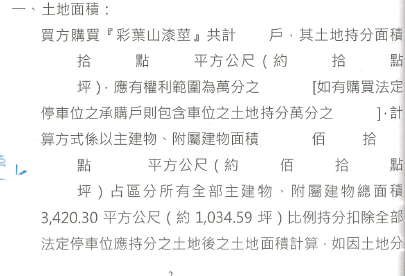 一、土地面積：
買方購買『彩葉山漆莖』共計 戶，其土地持分面積
拾 點 平方公尺（約 拾 點
坪），應有權利範圍為萬分之 [如有購買法定
停車位之承購戶則包含車位之土地持分萬分之 ]，計
算方式係以主建物、附屬建物面積 佰 拾
點 平方公尺（約 佰 拾 點
坪）占區分所有全部主建物、附屬建物總面積
3,420.30 平方公尺（約 1,034.59 坪）比例持分扣除全部
法定停車位應持分之土地後之土地面積計算，如因土地分
2